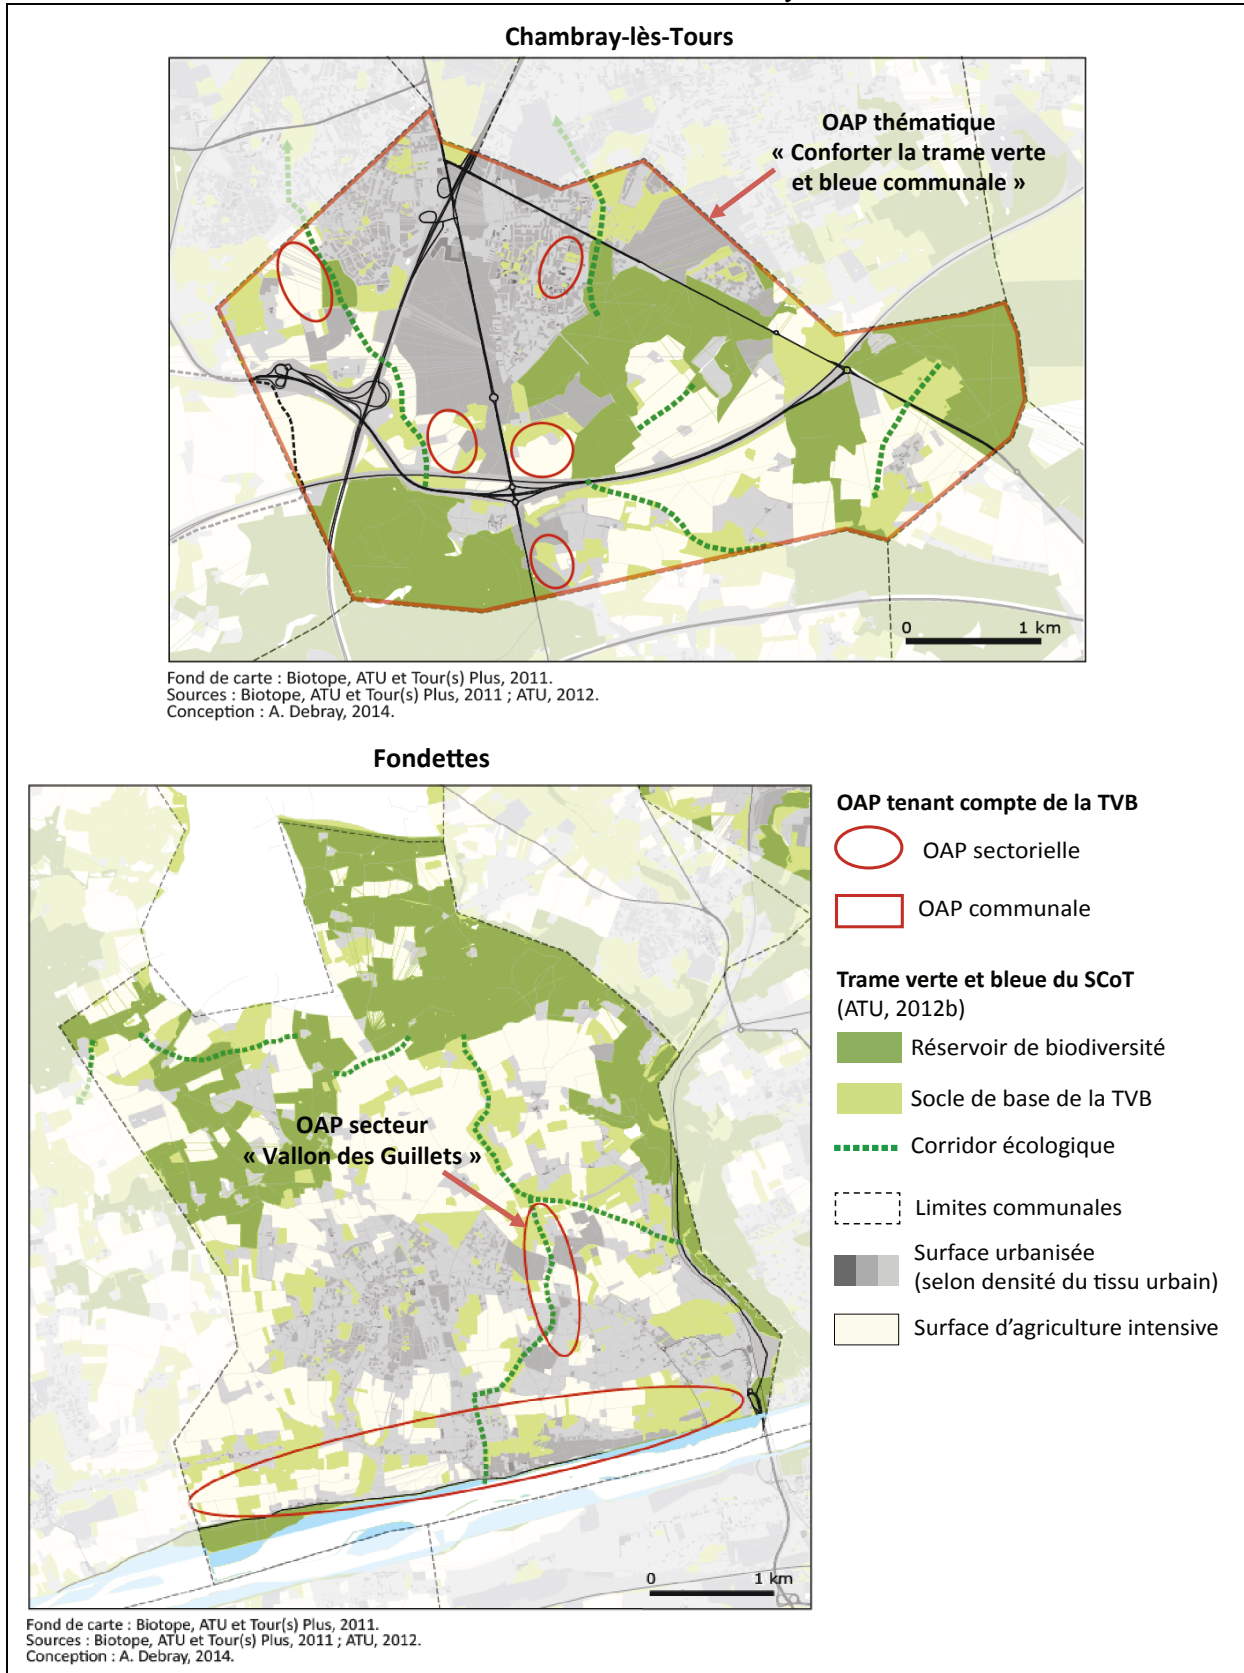 Chambray-lès-Tours
OAP thématique
« Conforter la trame verte
et bleue communale »
0 1 km
Fond de carte : Biotope, ATU et Tour(s) Plus, 2011.
Sources : Biotope, ATU et Tour(s) Plus, 2011 ; ATU, 2012.
Conception : A. Debray, 2014.
Fondettes
OAP secteur
« Vallon des Guillets »
0 1 km
Fond de carte : Biotope, ATU et Tour(s) Plus, 2011.
Sources : Biotope, ATU et Tour(s) Plus, 2011 ; ATU, 2012.
Conception : A. Debray, 2014.
OAP tenant compte de la TVB
OAP sectorielle
OAP communale
Trame verte et bleue du SCoT
(ATU, 2012b)
Réservoir de biodiversité
Socle de base de la TVB
Corridor écologique
Limites communales
Surface urbanisée
(selon densité du tissu urbain)
Surface d’agriculture intensive